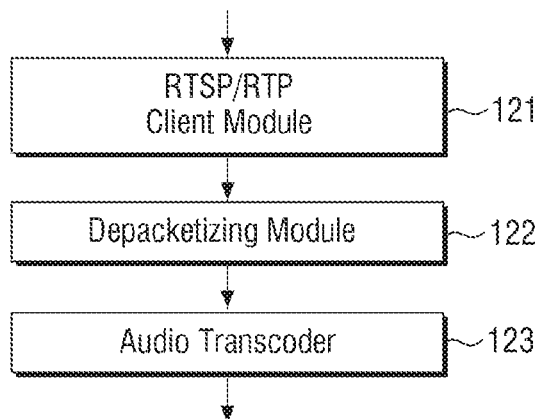 RTSP/RTP
Client Module
121
Depacketizing Module
122
Audio Transcoder
123